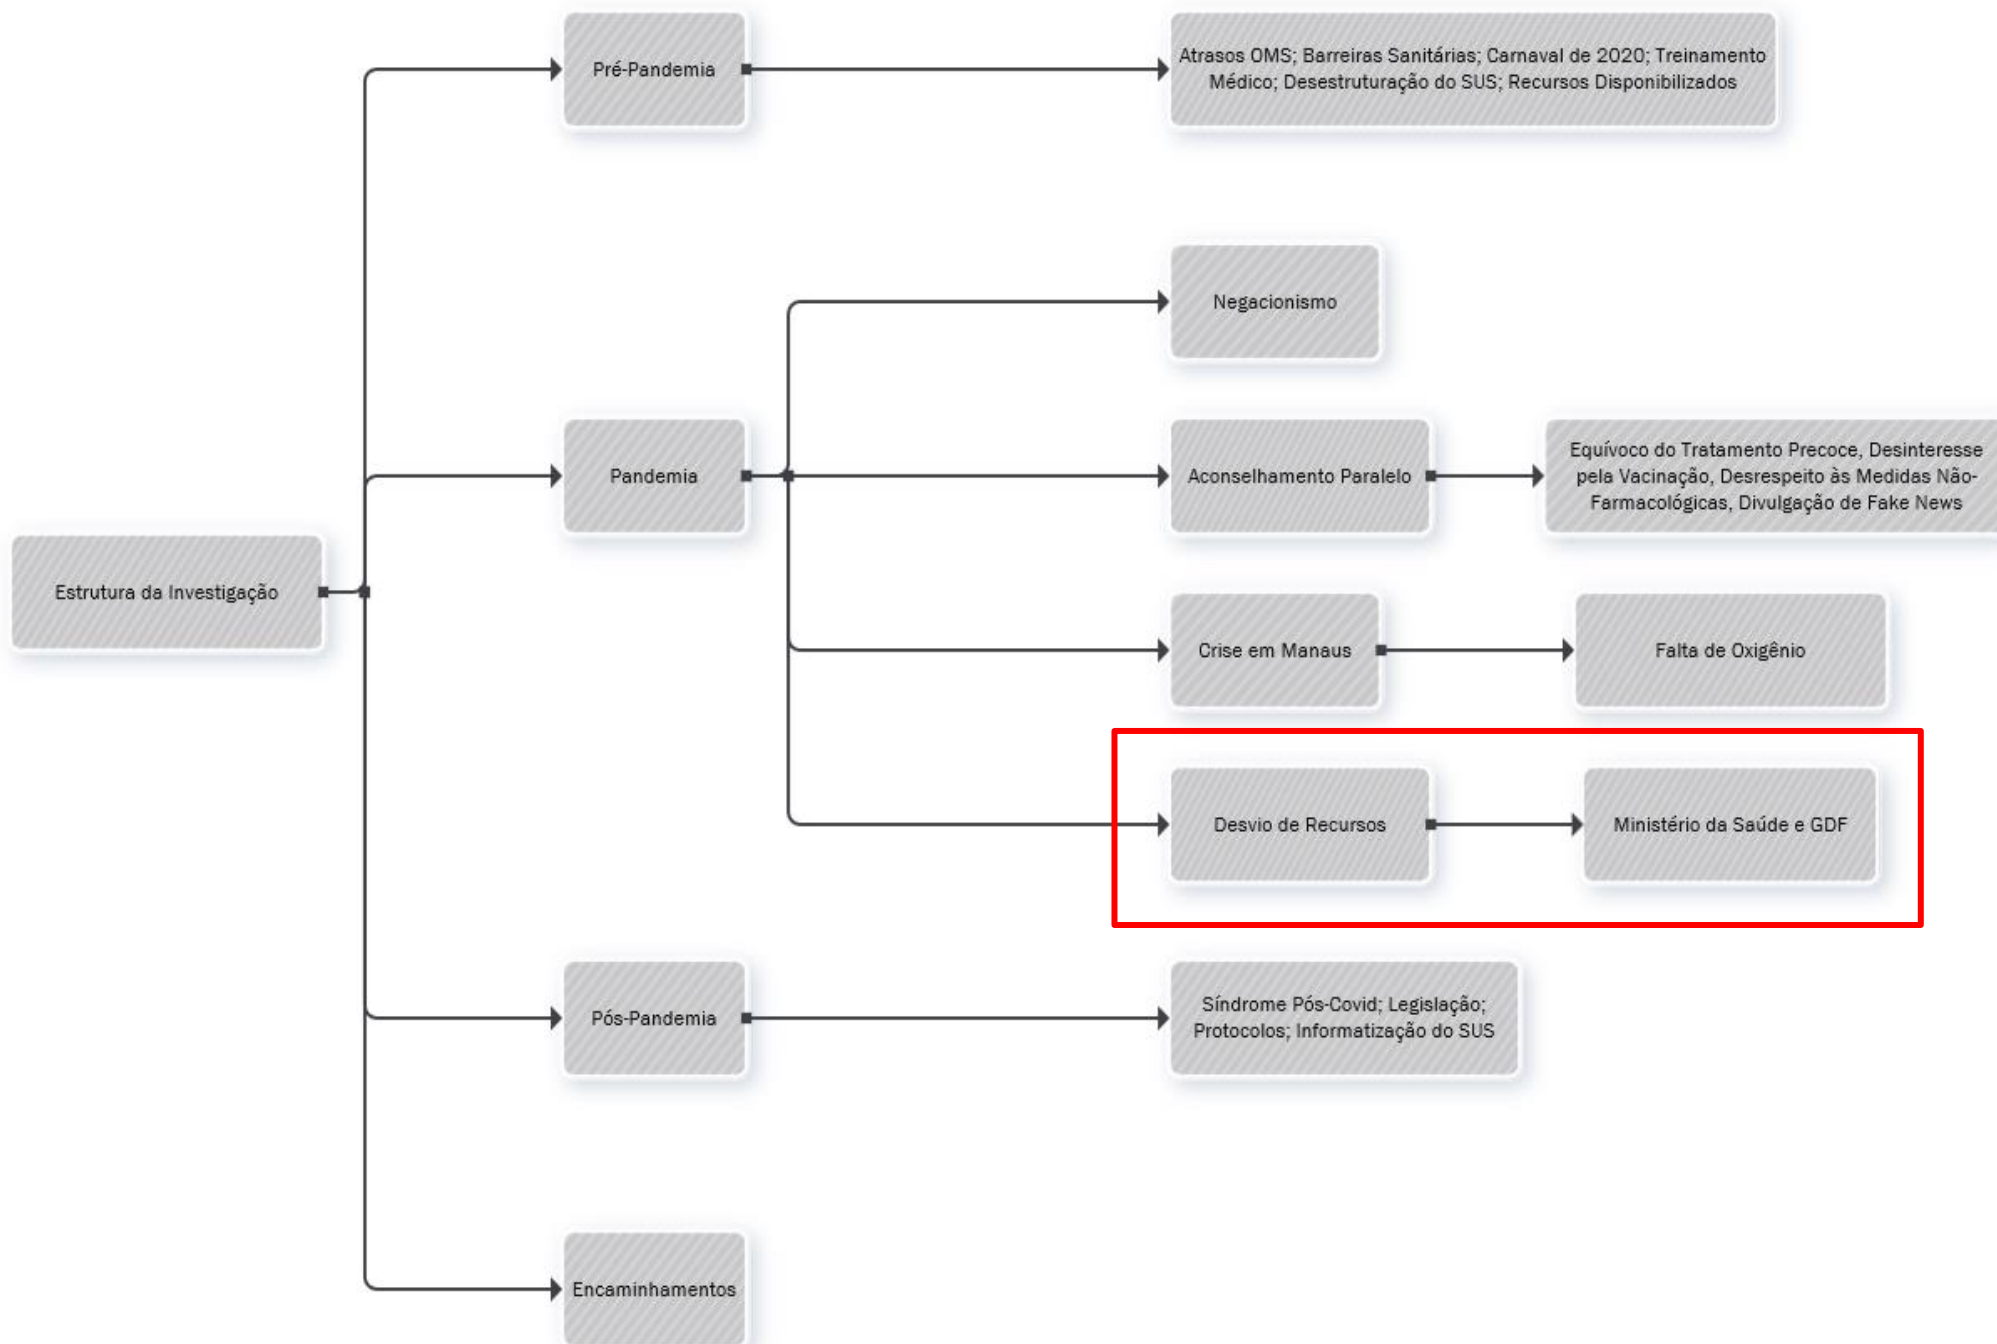 Pré-Pandemia
Atrasos OMS; Barreiras Sanitárias; Carnaval de 2020; Treinamento
Médico; Desestruturação do SUS; Recursos Disponibilizados
Negacionismo
Pandemia
Aconselhamento Paralelo
Equívoco do Tratamento Precoce, Desinteresse
pela Vacinação, Desrespeito às Medidas Não-
Farmacológicas, Divulgação de Fake News
Estrutura da Investigação
Crise em Manaus
Falta de Oxigênio
Desvio de Recursos
Ministério da Saúde e GDF
Pós-Pandemia
Síndrome Pós-Covid; Legislação;
Protocolos; Informatização do SUS
Encaminhamentos